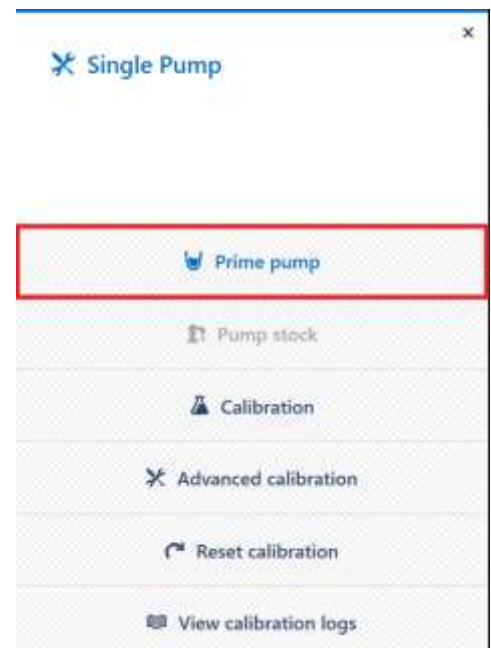 ×
Single Pump
Prime pump
Pump stock
Calibration
Advanced calibration
Reset calibration
View calibration logs